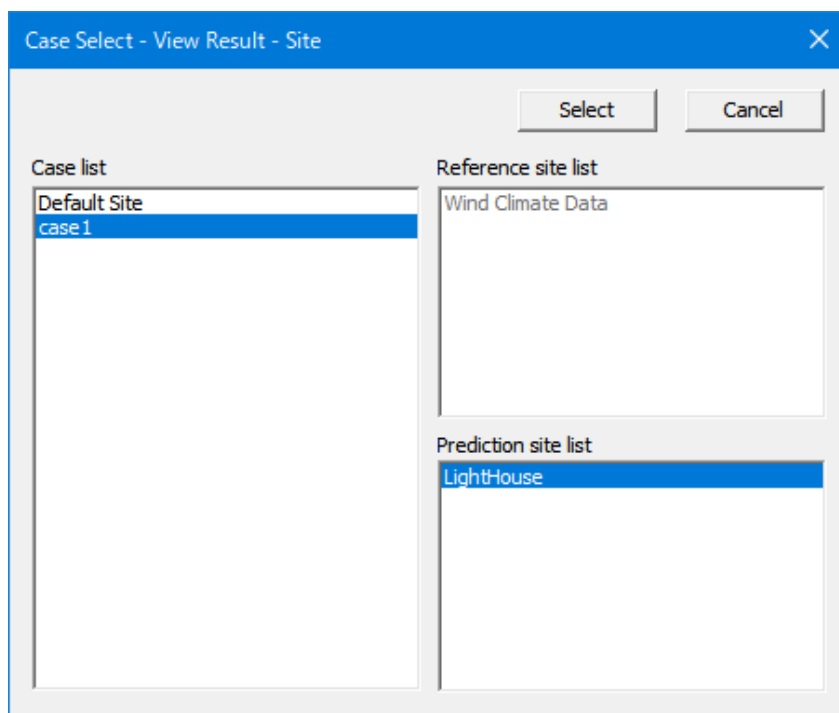 Case Select - View Result - Site
Select
Cancel
Case list
Default Site
case1
Reference site list
Wind Climate Data
Prediction site list
LightHouse